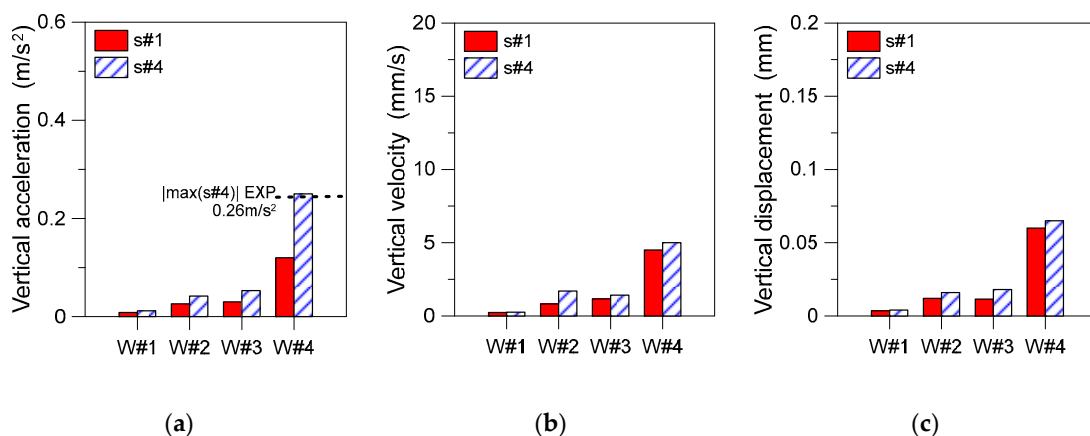 Vertical acceleration (m/s²)
0.6
0.4
0.2
0
s#1
s#4
|max(s#4)| EXP
0.26m/s²
W#1 W#2 W#3 W#4
(a)
Vertical velocity (mm/s)
20
15
10
5
0
s#1
s#4
W#1 W#2 W#3 W#4
(b)
Vertical displacement (mm)
0.2
0.15
0.1
0.05
0
s#1
s#4
W#1 W#2 W#3 W#4
(c)